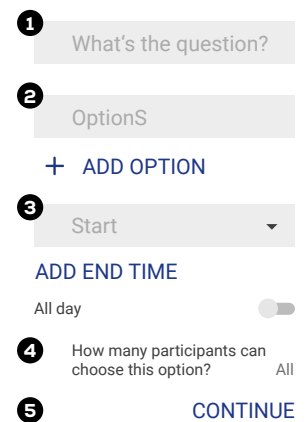 1
What's the question?
2
OptionS
+ ADD OPTION
3
Start
ADD END TIME
All day
4
How many participants can
choose this option? All
5
CONTINUE